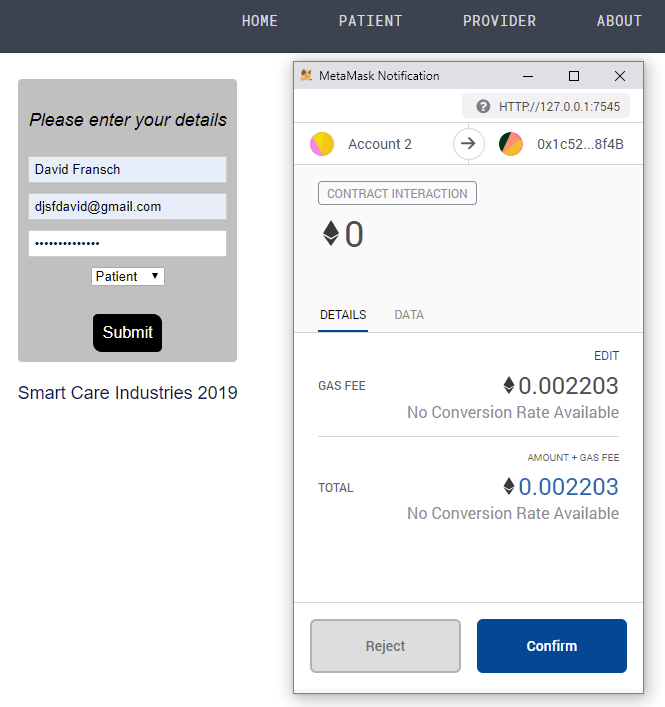 HOME PATIENT PROVIDER ABOUT
Please enter your details
David Fransch
djsfdavid@gmail.com
••••••••••••••
Patient
Submit
Smart Care Industries 2019
MetaMask Notification
? HTTP://127.0.0.1:7545
Account 2 0x1c52...8f4B
CONTRACT INTERACTION
0
DETAILS DATA
EDIT
GAS FEE 0.002203
No Conversion Rate Available
AMOUNT + GAS FEE
TOTAL 0.002203
No Conversion Rate Available
Reject Confirm